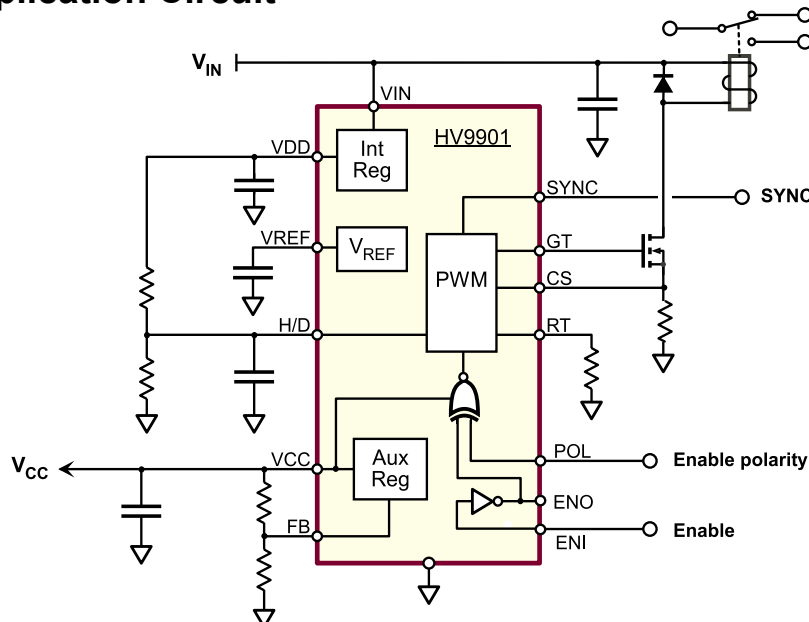 plication Circuit
VIN
VIN
HV9901
VDD
Int
Reg
SYNC
SYNC
VREF
VREF
GT
PWM
CS
H/D
RT
VCC
VCC
Aux
Reg
POL
Enable polarity
ENO
FB
ENI
Enable